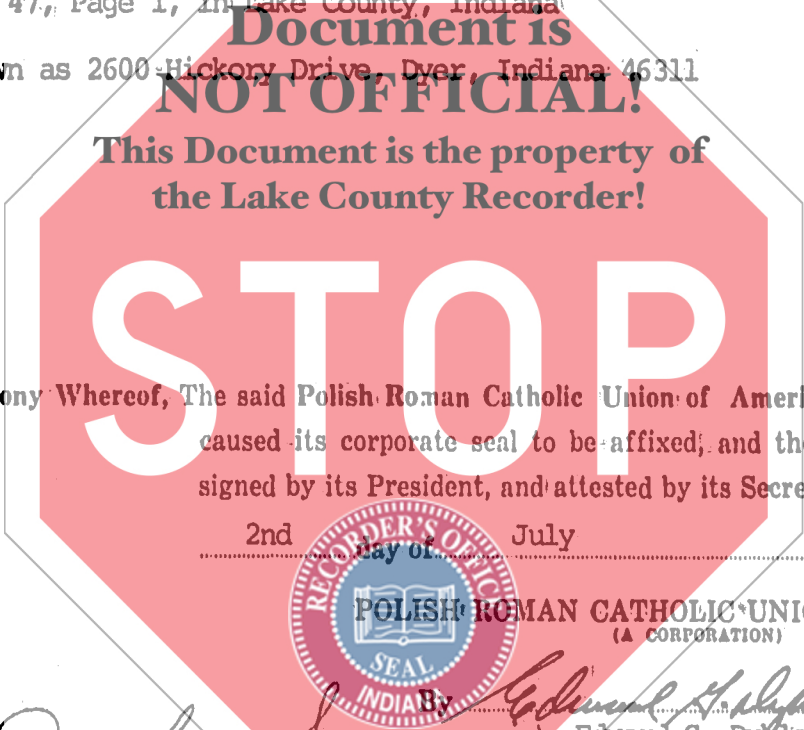 47, Page 1, in Lake County, Indiana
Document is
as 2600 Hickory Drive, Dyer, Indiana 46311
NOT OFFICIAL!
This Document is the property of
the Lake County Recorder!
STOP
ony Whereof, The said Polish Roman Catholic Union of Ameri
caused its corporate seal to be affixed, and the
signed by its President, and attested by its Secre
2nd day of July
RECORDER'S OFFICE
SEAL
INDIANA
POLISH ROMAN CATHOLIC UNI
(A CORPORATION)
By